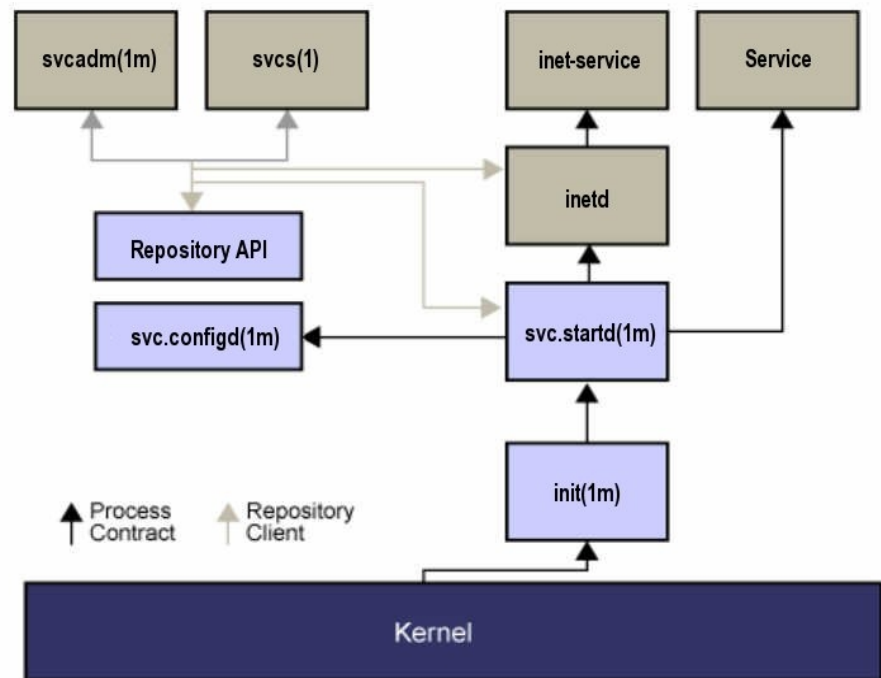 svcadm(1m)
svcs(1)
inet-service
Service
inetd
Repository API
svc.configd(1m)
svc.startd(1m)
init(1m)
Process
Contract
Repository
Client
Kernel